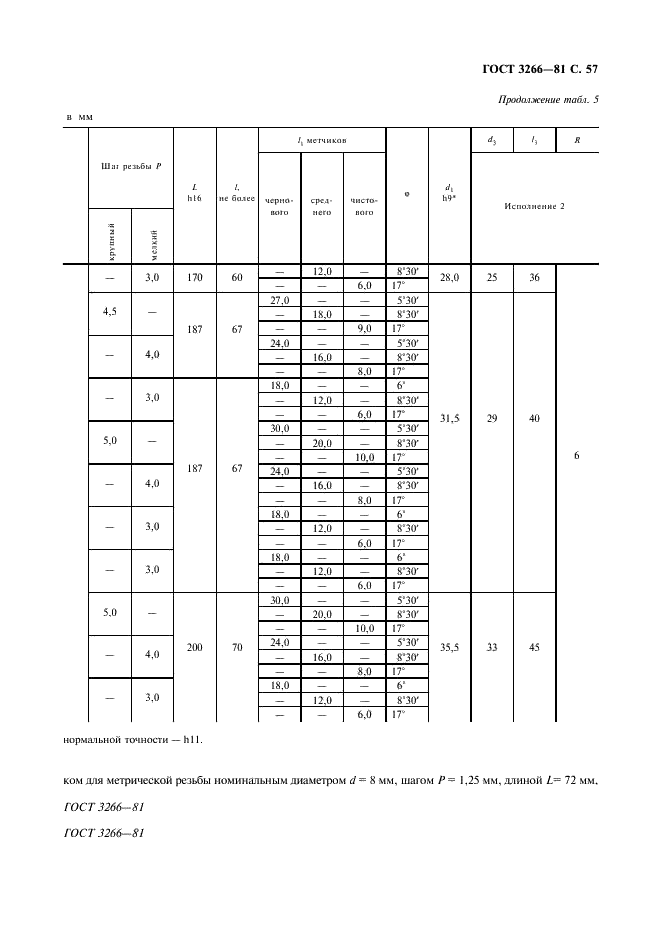 ГОСТ 3266—81 С. 57
Продолжение табл. 5
в мм
Шаг резьбы P
крупный
мелкий
L
h16
l,
не более
l₁ метчиков
черно-
вого
сред-
него
чисто-
вого
φ
d₁
h9*
d₃ l₃ R
Исполнение 2
— 3,0 170 60 — 12,0 — 8°30′ 28,0 25 36 6
— — 6,0 17°
4,5 — 187 67 27,0 — — 5°30′ 31,5 29 40
— 18,0 — 8°30′
— — 9,0 17°
— 4,0 24,0 — — 5°30′
— 16,0 — 8°30′
— — 8,0 17°
— 3,0 187 67 18,0 — — 6°
— 12,0 — 8°30′
— — 6,0 17°
5,0 — 30,0 — — 5°30′
— 20,0 — 8°30′
— — 10,0 17°
— 4,0 24,0 — — 5°30′
— 16,0 — 8°30′
— — 8,0 17°
— 3,0 18,0 — — 6°
— 12,0 — 8°30′
— — 6,0 17°
— 3,0 18,0 — — 6°
— 12,0 — 8°30′
— — 6,0 17°
5,0 — 200 70 30,0 — — 5°30′ 35,5 33 45
— 20,0 — 8°30′
— — 10,0 17°
— 4,0 24,0 — — 5°30′
— 16,0 — 8°30′
— — 8,0 17°
— 3,0 18,0 — — 6°
— 12,0 — 8°30′
— — 6,0 17°
нормальной точности — h11.
ком для метрической резьбы номинальным диаметром d = 8 мм, шагом P = 1,25 мм, длиной L= 72 мм,
ГОСТ 3266—81
ГОСТ 3266—81